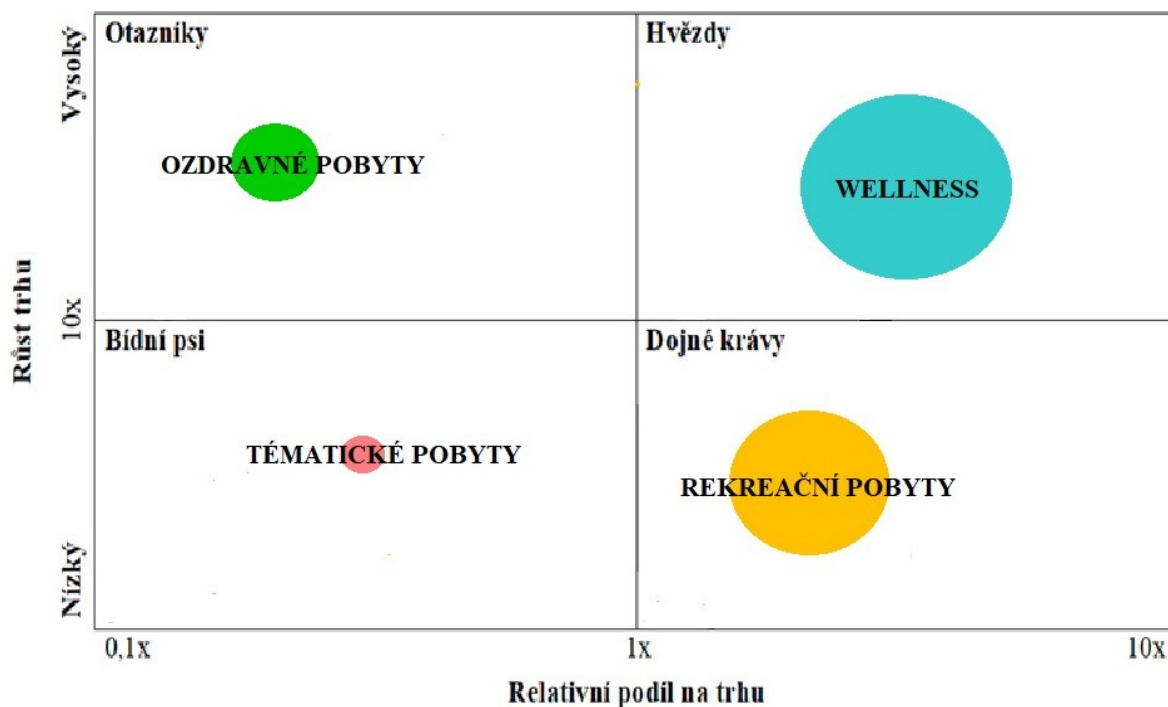 Otazníky
Hvězdy
Vysoký
OZDRAVNÉ POBYTY
WELLNESS
Růst trhu
10x
Bídní psi
Dojné krávy
TÉMATICKÉ POBYTY
REKREAČNÍ POBYTY
Nízký
0,1x
1x
10x
Relativní podíl na trhu